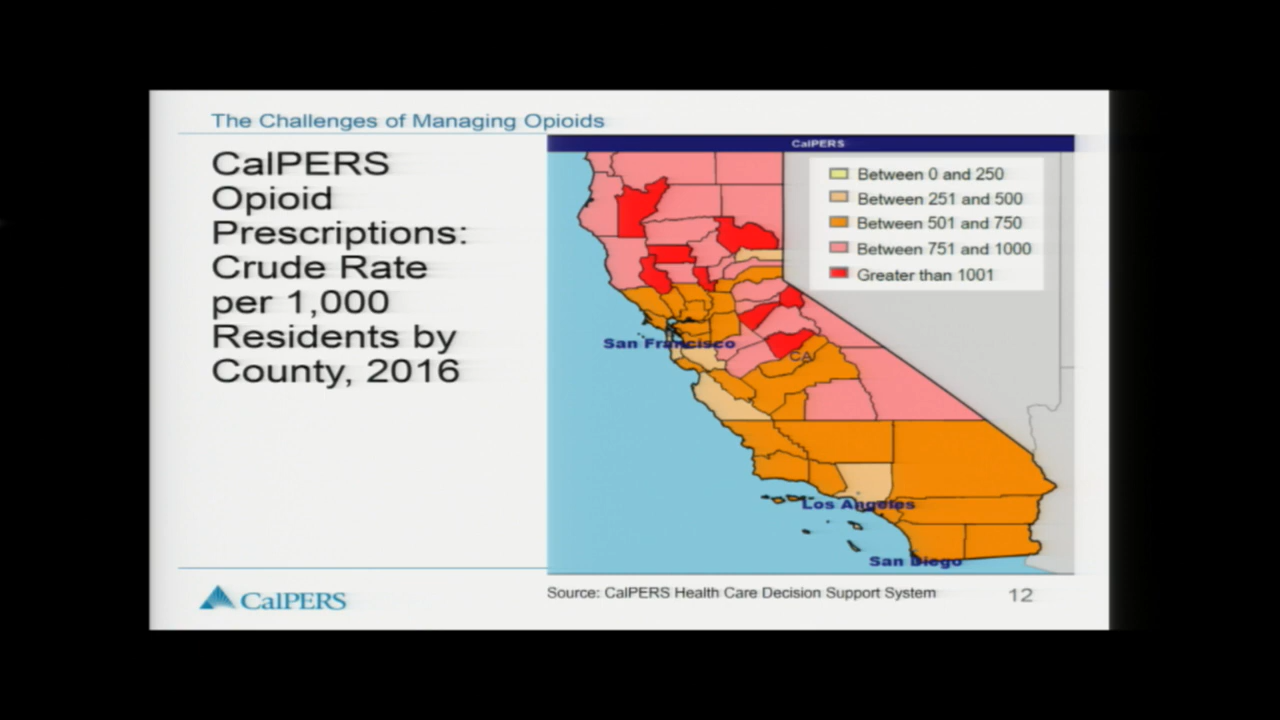 The Challenges of Managing Opioids
CalPERS
Opioid
Prescriptions:
Crude Rate
per 1,000
Residents by
County, 2016
CalPERS
Between 0 and 250
Between 251 and 500
Between 501 and 750
Between 751 and 1000
Greater than 1001
San Francisco
CA
Los Angeles
San Diego
CalPERS
Source: CalPERS Health Care Decision Support System
12